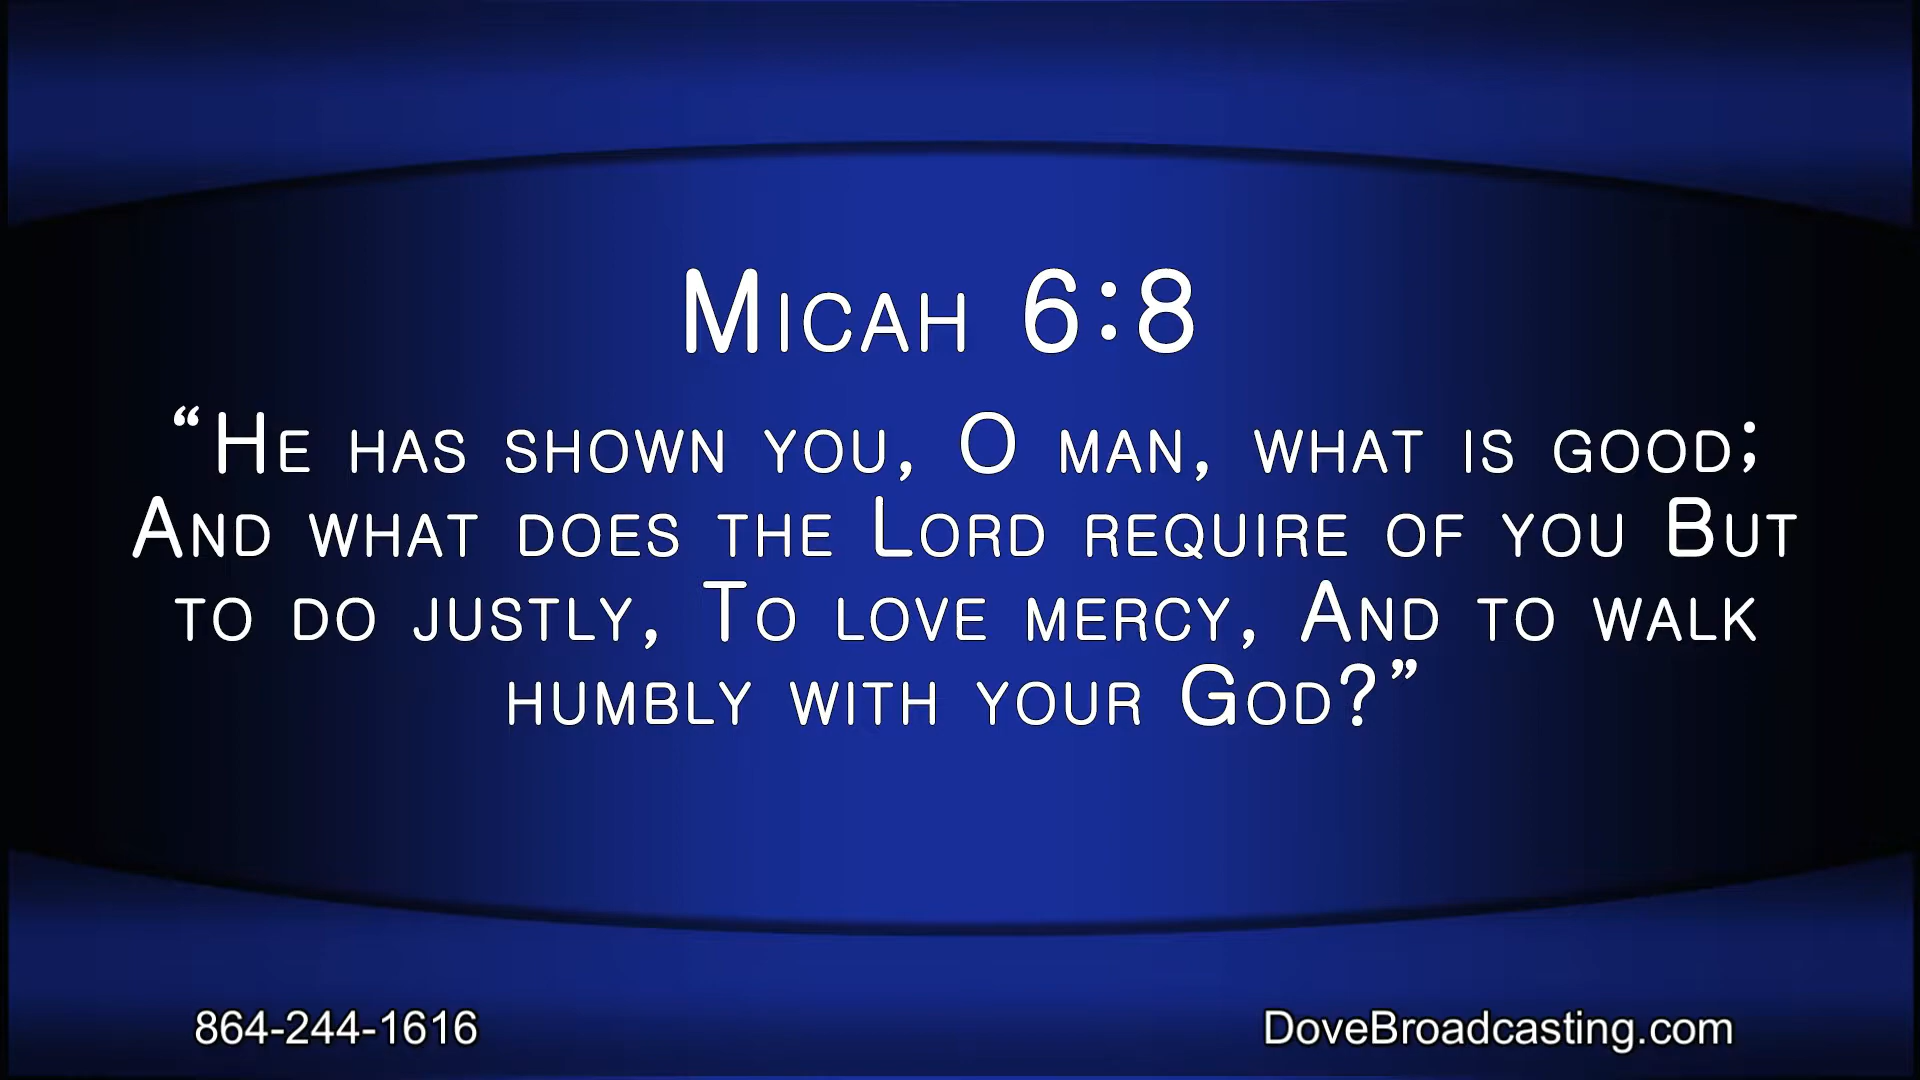 Micah 6:8
“He has shown you, O man, what is good;
And what does the Lord require of you But
to do justly, To love mercy, And to walk
humbly with your God?”
864-244-1616
DoveBroadcasting.com